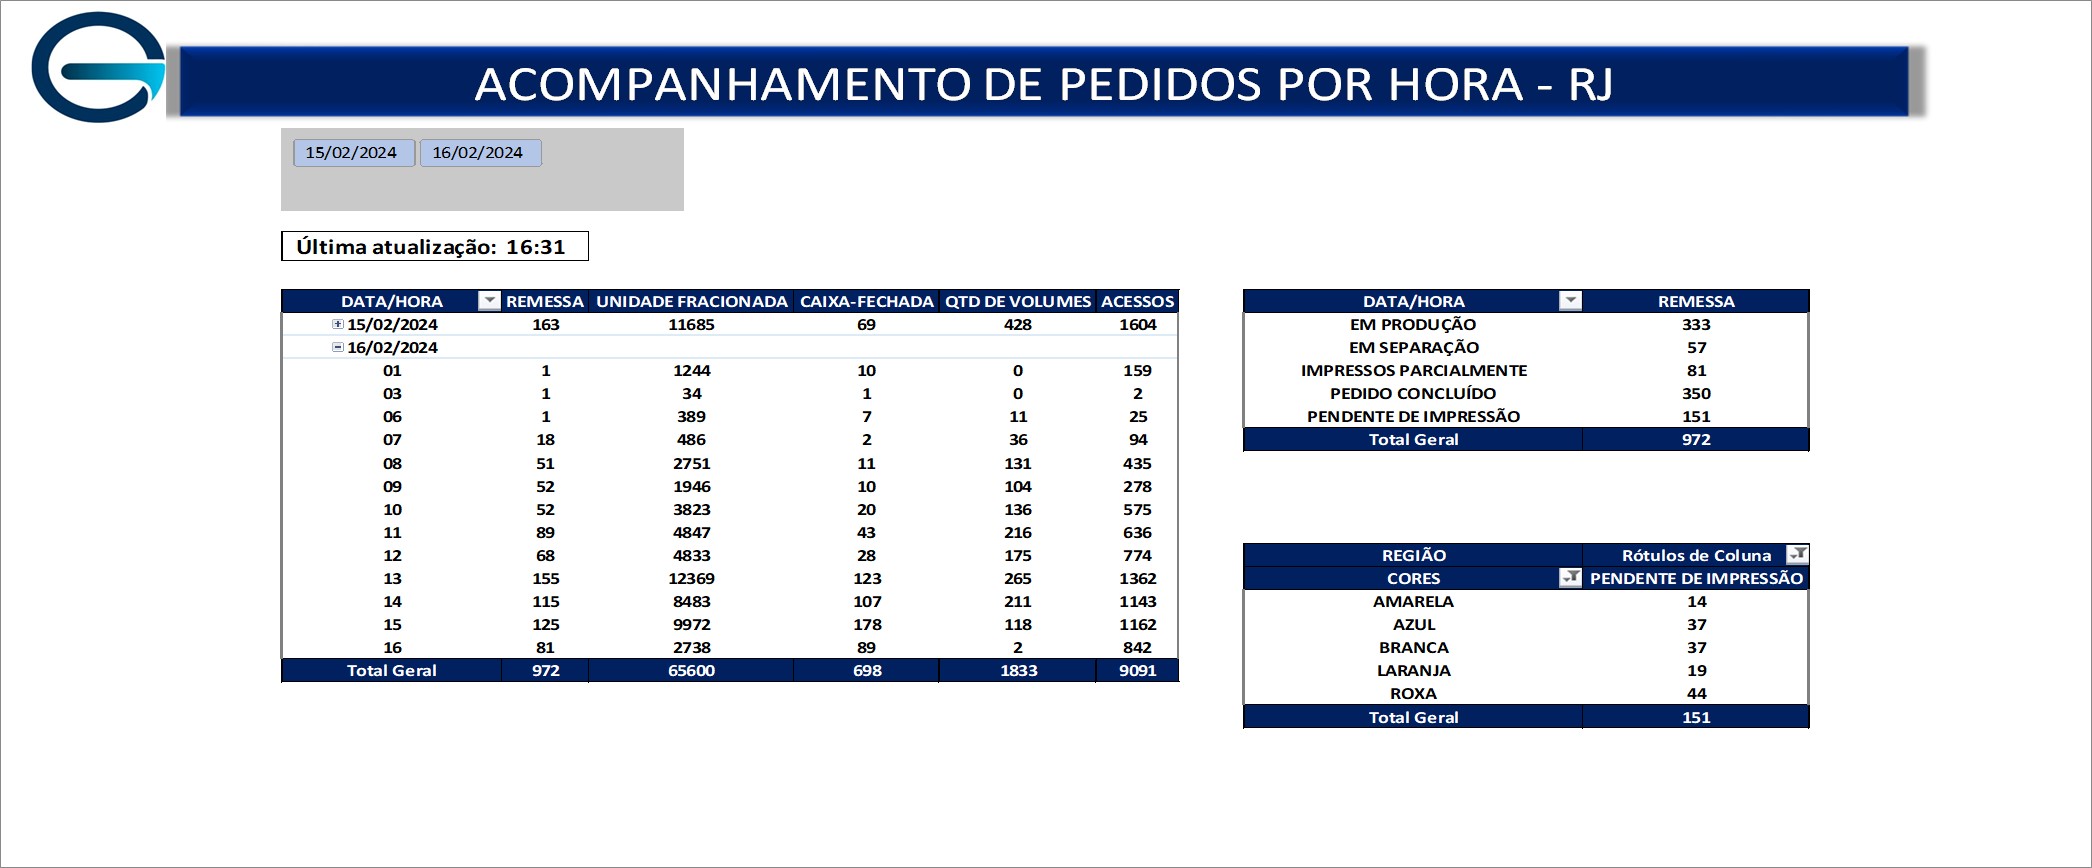 ACOMPANHAMENTO DE PEDIDOS POR HORA - RJ
15/02/2024 16/02/2024
Última atualização: 16:31
DATA/HORA REMESSA UNIDADE FRACIONADA CAIXA-FECHADA QTD DE VOLUMES ACESSOS
15/02/2024 163 11685 69 428 1604
16/02/2024
01 1 1244 10 0 159
03 1 34 1 0 2
06 1 389 7 11 25
07 18 486 2 36 94
08 51 2751 11 131 435
09 52 1946 10 104 278
10 52 3823 20 136 575
11 89 4847 43 216 636
12 68 4833 28 175 774
13 155 12369 123 265 1362
14 115 8483 107 211 1143
15 125 9972 178 118 1162
16 81 2738 89 2 842
Total Geral 972 65600 698 1833 9091
DATA/HORA REMESSA
EM PRODUÇÃO 333
EM SEPARAÇÃO 57
IMPRESSOS PARCIALMENTE 81
PEDIDO CONCLUÍDO 350
PENDENTE DE IMPRESSÃO 151
Total Geral 972
REGIÃO Rótulos de Coluna
CORES PENDENTE DE IMPRESSÃO
AMARELA 14
AZUL 37
BRANCA 37
LARANJA 19
ROXA 44
Total Geral 151